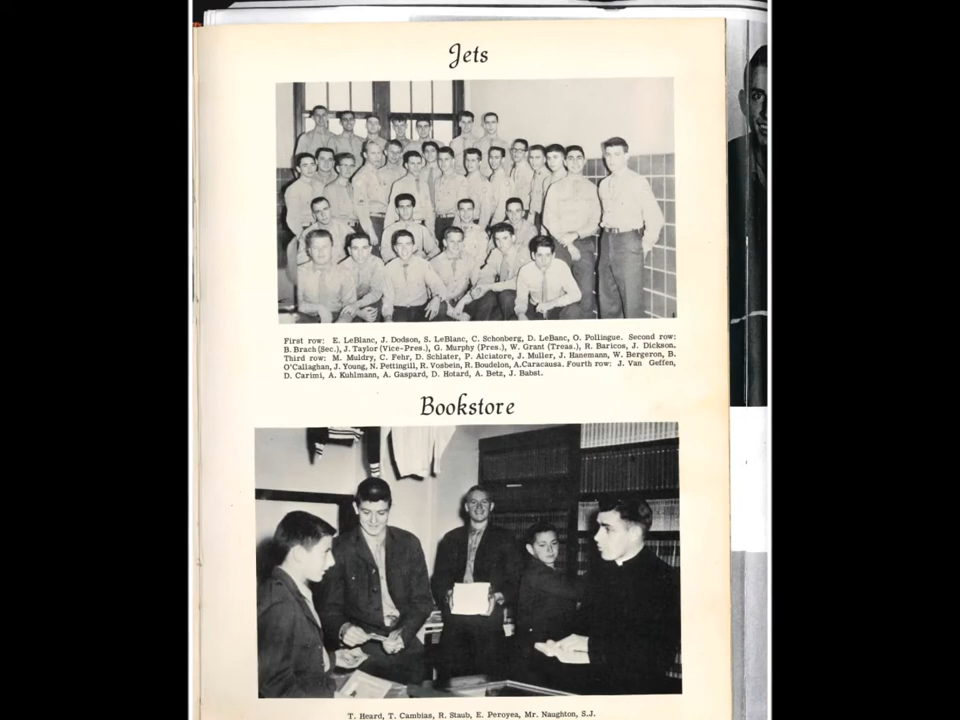 Jets
First row: E. LeBlanc, J. Dodson, S. LeBlanc, C. Schonberg, D. LeBanc, O. Pollingue. Second row:
B. Brach (Sec.), J. Taylor (Vice-Pres.), G. Murphy (Pres.), W. Grant (Treas.), R. Baricos, J. Dickson.
Third row: M. Muldry, C. Fehr, D. Schlater, P. Alciatore, J. Muller, J. Hanemann, W. Bergeron, B.
O'Callaghan, J. Young, N. Pettingill, R. Vosbein, R. Boudelon, A.Caracausa. Fourth row: J. Van Geffen,
D. Carimi, A. Kuhlmann, A. Gaspard, D. Hotard, A. Betz, J. Babst.
Bookstore
T. Heard, T. Cambias, R. Staub, E. Peroyea, Mr. Naughton, S.J.